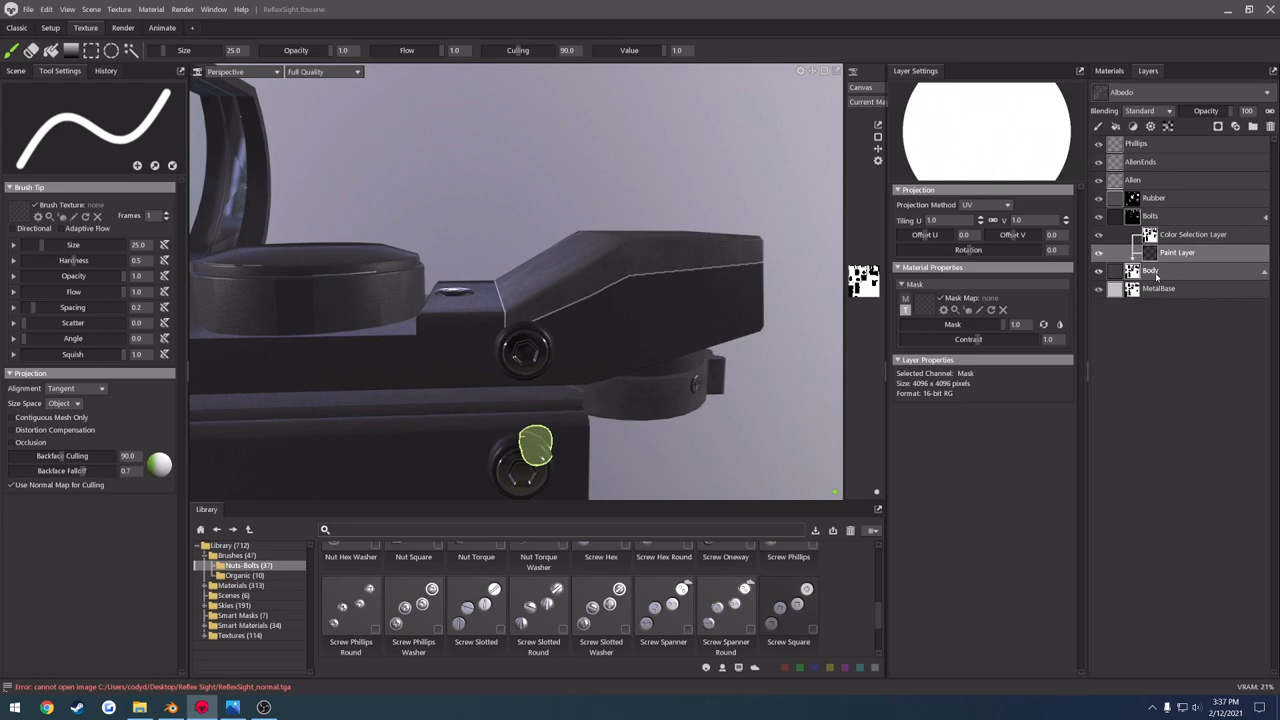 File Edit View Scene Texture Material Render Window Help ReflexSight.tbscene
Classic Setup Texture Render Animate +
Size 25.0 Opacity 1.0 Flow 1.0 Culling 90.0 Value 1.0
Scene Tool Settings History
Perspective Full Quality
Canvas
Current Ma
Layer Settings
Materials Layers
Albedo
Blending Standard Opacity 100
Phillips
AllenEnds
Allen
Rubber
Bolts
Color Selection Layer
Paint Layer
Body
MetalBase
Brush Tip
Brush Texture: none
Frames 1
Directional Adaptive Flow
Size 25.0
Hardness 0.5
Opacity 1.0
Flow 1.0
Spacing 0.2
Scatter 0.0
Angle 0.0
Squish 1.0
Projection
Alignment Tangent
Size Space Object
Contiguous Mesh Only
Distortion Compensation
Occlusion
Backface Culling 90.0
Backface Falloff 0.7
Use Normal Map for Culling
Projection
Projection Method UV
Tiling U 1.0 V 1.0
Offset U 0.0 Offset V 0.0
Rotation 0.0
Material Properties
Mask
M
T
Mask Map: none
Mask 1.0
Contrast 1.0
Layer Properties
Selected Channel: Mask
Size: 4096 x 4096 pixels
Format: 16-bit RG
Library
Library (712)
Brushes (47)
Nuts-Bolts (37)
Organic (10)
Materials (313)
Scenes (6)
Skies (191)
Smart Masks (7)
Smart Materials (34)
Textures (114)
Nut Hex Washer Nut Square Nut Torque Nut Torque Washer Screw Hex Screw Hex Round Screw Oneway Screw Phillips
Screw Phillips Round Screw Phillips Washer Screw Slotted Screw Slotted Round Screw Slotted Washer Screw Spanner Screw Spanner Round Screw Square
Error: cannot open image C:/Users/codyd/Desktop/Reflex Sight/ReflexSight_normal.tga
VRAM: 21%
3:37 PM
2/12/2021